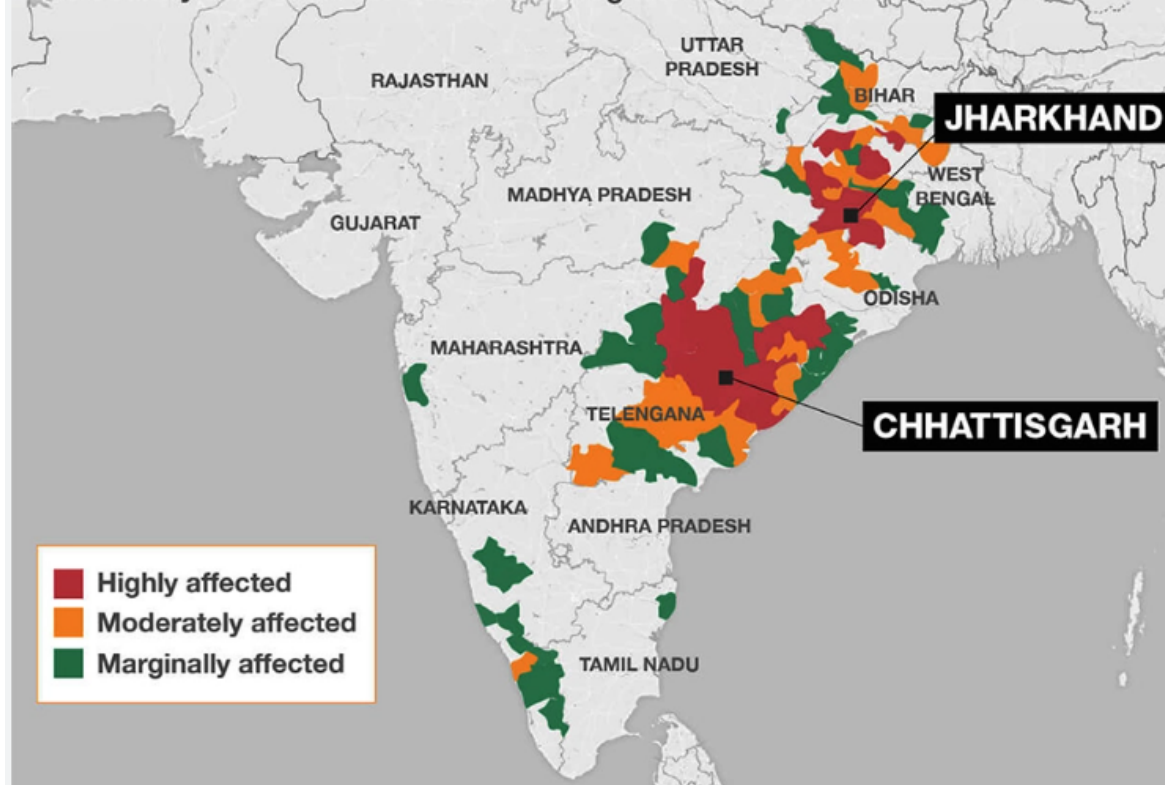 UTTAR
PRADESH
RAJASTHAN
BIHAR
JHARKHAND
WEST
BENGAL
MADHYA PRADESH
GUJARAT
ODISHA
MAHARASHTRA
TELENGANA
CHHATTISGARH
KARNATAKA
ANDHRA PRADESH
Highly affected
Moderately affected
Marginally affected
TAMIL NADU